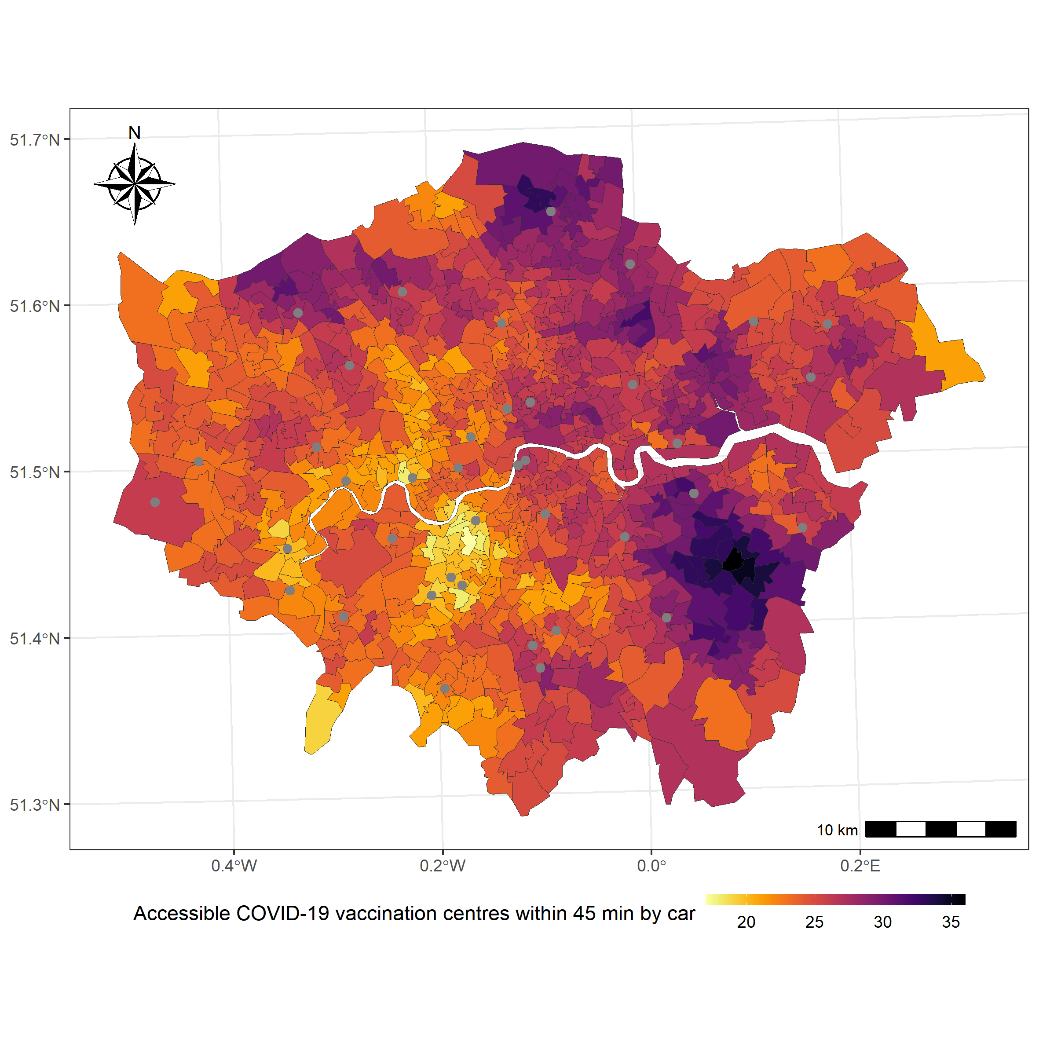 N
51.7°N
51.6°N
51.5°N
51.4°N
51.3°N
10 km
0.4°W
0.2°W
0.0°
0.2°E
Accessible COVID-19 vaccination centres within 45 min by car
20
25
30
35